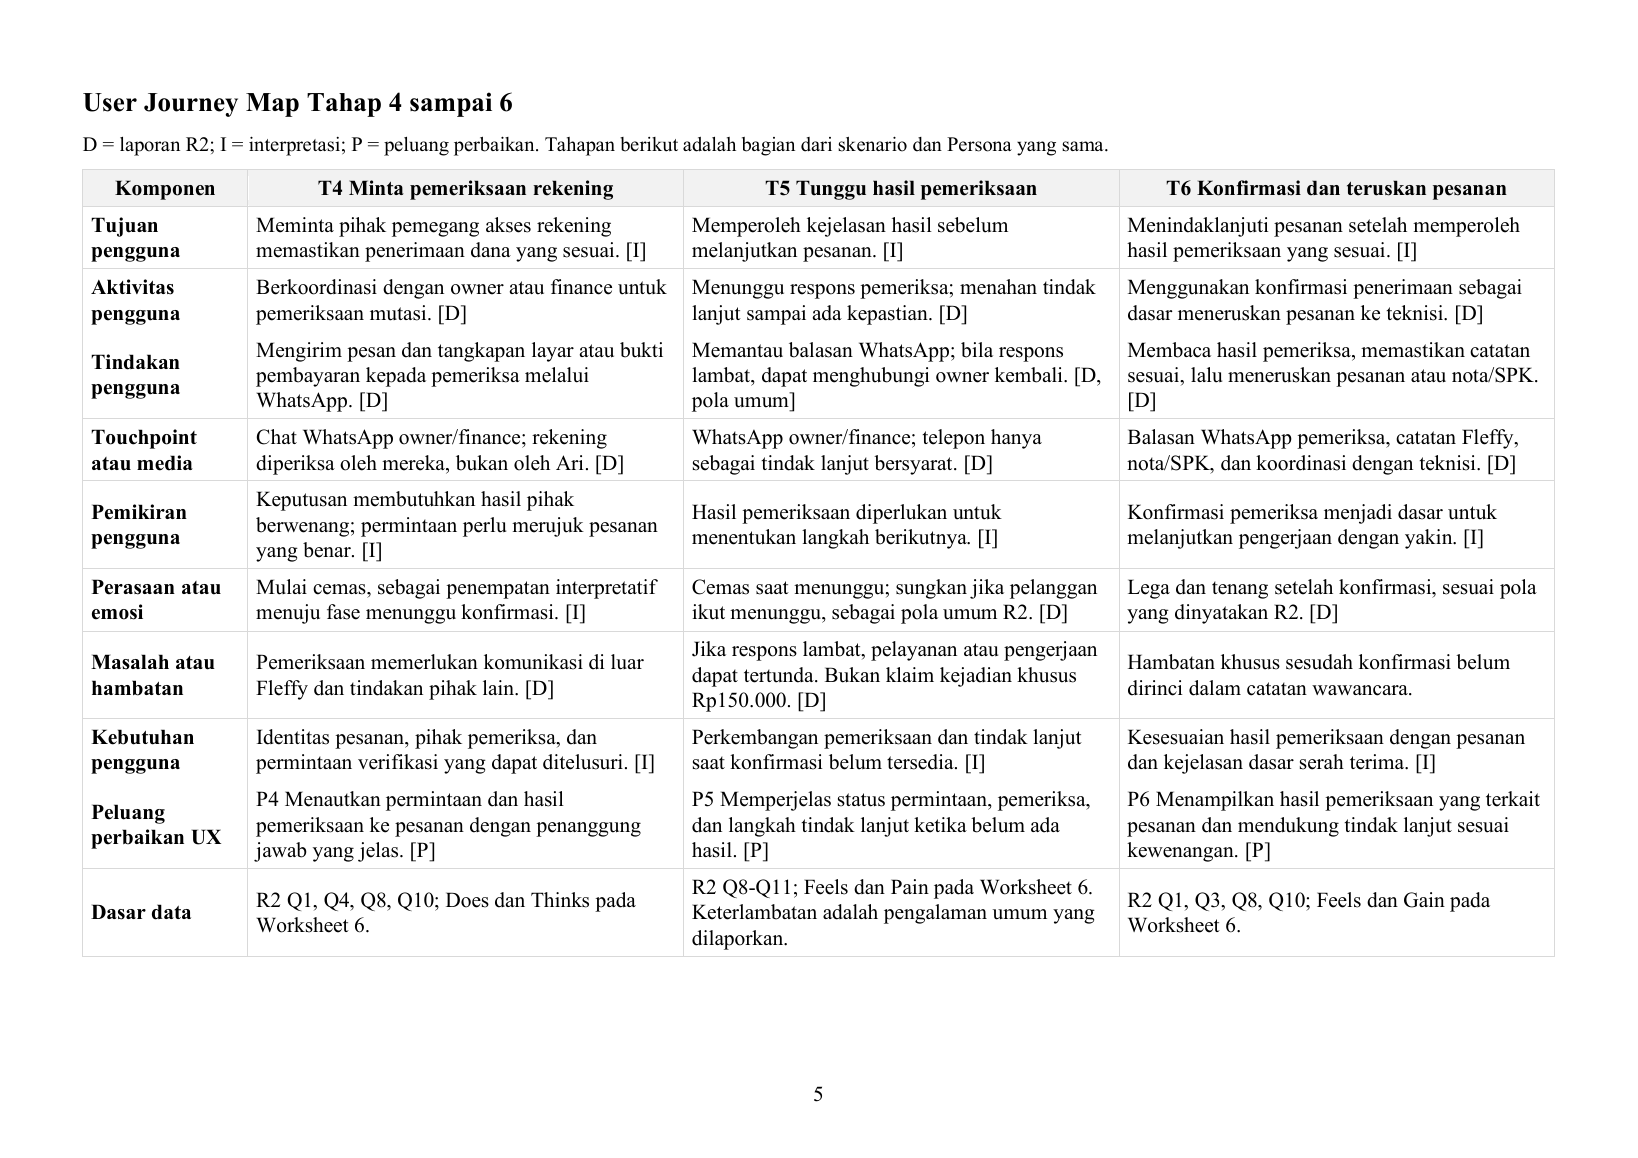 User Journey Map Tahap 4 sampai 6
D = laporan R2; I = interpretasi; P = peluang perbaikan. Tahapan berikut adalah bagian dari skenario dan Persona yang sama.
Komponen
T4 Minta pemeriksaan rekening
T5 Tunggu hasil pemeriksaan
T6 Konfirmasi dan teruskan pesanan
Tujuan
pengguna
Meminta pihak pemegang akses rekening
memastikan penerimaan dana yang sesuai. [I]
Memperoleh kejelasan hasil sebelum
melanjutkan pesanan. [I]
Menindaklanjuti pesanan setelah memperoleh
hasil pemeriksaan yang sesuai. [I]
Aktivitas
pengguna
Berkoordinasi dengan owner atau finance untuk
pemeriksaan mutasi. [D]
Menunggu respons pemeriksa; menahan tindak
lanjut sampai ada kepastian. [D]
Menggunakan konfirmasi penerimaan sebagai
dasar meneruskan pesanan ke teknisi. [D]
Tindakan
pengguna
Mengirim pesan dan tangkapan layar atau bukti
pembayaran kepada pemeriksa melalui
WhatsApp. [D]
Memantau balasan WhatsApp; bila respons
lambat, dapat menghubungi owner kembali. [D,
pola umum]
Membaca hasil pemeriksa, memastikan catatan
sesuai, lalu meneruskan pesanan atau nota/SPK.
[D]
Touchpoint
atau media
Chat WhatsApp owner/finance; rekening
diperiksa oleh mereka, bukan oleh Ari. [D]
WhatsApp owner/finance; telepon hanya
sebagai tindak lanjut bersyarat. [D]
Balasan WhatsApp pemeriksa, catatan Fleffy,
nota/SPK, dan koordinasi dengan teknisi. [D]
Pemikiran
pengguna
Keputusan membutuhkan hasil pihak
berwenang; permintaan perlu merujuk pesanan
yang benar. [I]
Hasil pemeriksaan diperlukan untuk
menentukan langkah berikutnya. [I]
Konfirmasi pemeriksa menjadi dasar untuk
melanjutkan pengerjaan dengan yakin. [I]
Perasaan atau
emosi
Mulai cemas, sebagai penempatan interpretatif
menuju fase menunggu konfirmasi. [I]
Cemas saat menunggu; sungkan jika pelanggan
ikut menunggu, sebagai pola umum R2. [D]
Lega dan tenang setelah konfirmasi, sesuai pola
yang dinyatakan R2. [D]
Masalah atau
hambatan
Pemeriksaan memerlukan komunikasi di luar
Fleffy dan tindakan pihak lain. [D]
Jika respons lambat, pelayanan atau pengerjaan
dapat tertunda. Bukan klaim kejadian khusus
Rp150.000. [D]
Hambatan khusus sesudah konfirmasi belum
dirinci dalam catatan wawancara.
Kebutuhan
pengguna
Identitas pesanan, pihak pemeriksa, dan
permintaan verifikasi yang dapat ditelusuri. [I]
Perkembangan pemeriksaan dan tindak lanjut
saat konfirmasi belum tersedia. [I]
Kesesuaian hasil pemeriksaan dengan pesanan
dan kejelasan dasar serah terima. [I]
Peluang
perbaikan UX
P4 Menautkan permintaan dan hasil
pemeriksaan ke pesanan dengan penanggung
jawab yang jelas. [P]
P5 Memperjelas status permintaan, pemeriksa,
dan langkah tindak lanjut ketika belum ada
hasil. [P]
P6 Menampilkan hasil pemeriksaan yang terkait
pesanan dan mendukung tindak lanjut sesuai
kewenangan. [P]
Dasar data
R2 Q1, Q4, Q8, Q10; Does dan Thinks pada
Worksheet 6.
R2 Q8-Q11; Feels dan Pain pada Worksheet 6.
Keterlambatan adalah pengalaman umum yang
dilaporkan.
R2 Q1, Q3, Q8, Q10; Feels dan Gain pada
Worksheet 6.
5